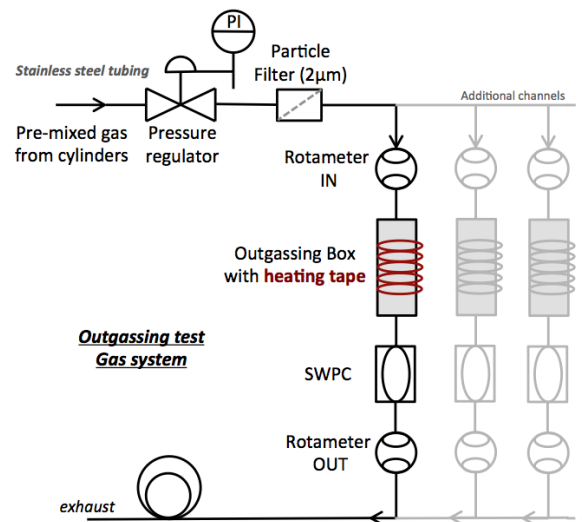 PI
Particle
Filter (2μm)
Stainless steel tubing
Additional channels
Pre-mixed gas
from cylinders
Pressure
regulator
Rotameter
IN
Outgassing Box
with heating tape
Outgassing test
Gas system
SWPC
Rotameter
OUT
exhaust